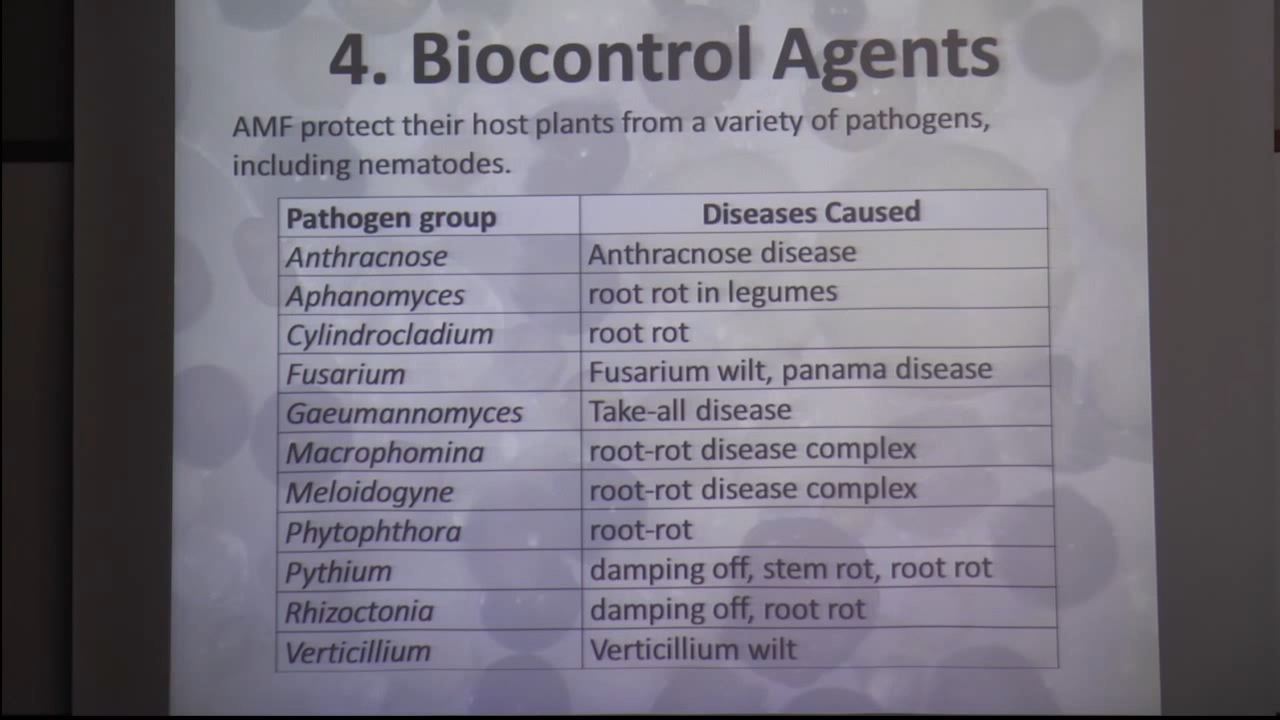 4. Biocontrol Agents
AMF protect their host plants from a variety of pathogens,
including nematodes.
Pathogen group Diseases Caused
Anthracnose Anthracnose disease
Aphanomyces root rot in legumes
Cylindrocladium root rot
Fusarium Fusarium wilt, panama disease
Gaeumannomyces Take-all disease
Macrophomina root-rot disease complex
Meloidogyne root-rot disease complex
Phytophthora root-rot
Pythium damping off, stem rot, root rot
Rhizoctonia damping off, root rot
Verticillium Verticillium wilt